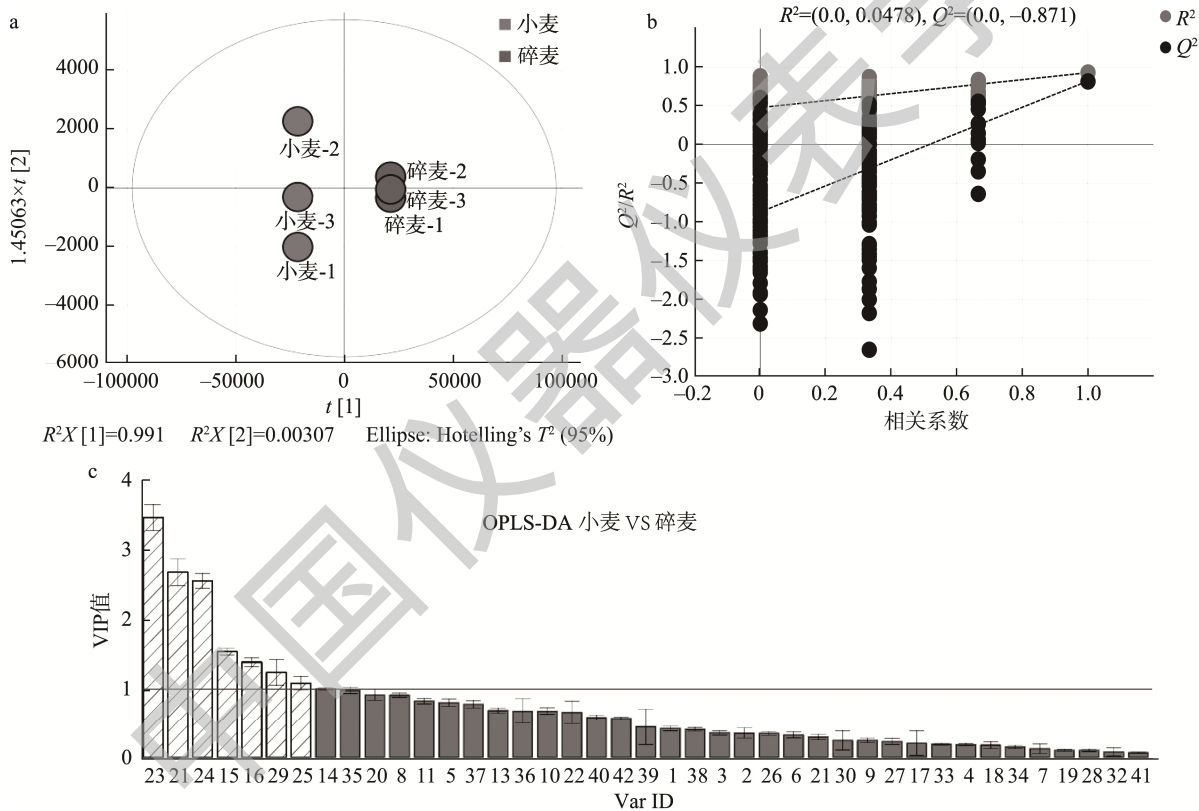 a
小麦
碎麦
4000
2000
0
−2000
−4000
−6000
1.45063×t [2]
小麦-2
小麦-3
小麦-1
碎麦-2
碎麦-3
碎麦-1
−100000 −50000 0 50000 100000
t [1]
R²X [1]=0.991 R²X [2]=0.00307 Ellipse: Hotelling's T² (95%)
b
R²=(0.0, 0.0478), Q²=(0.0, −0.871)
R²
Q²
1.0
0.5
0
−0.5
−1.0
−1.5
−2.0
−2.5
−3.0
Q²/R²
−0.2 0 0.2 0.4 0.6 0.8 1.0
相关系数
c
OPLS-DA 小麦 VS 碎麦
4
3
2
1
0
VIP值
23 21 24 15 16 29 25 14 35 20 8 11 5 37 13 36 10 22 40 42 39 1 38 3 2 26 6 21 30 9 27 17 33 4 18 34 7 19 28 32 41
Var ID
中国仪器仪表学